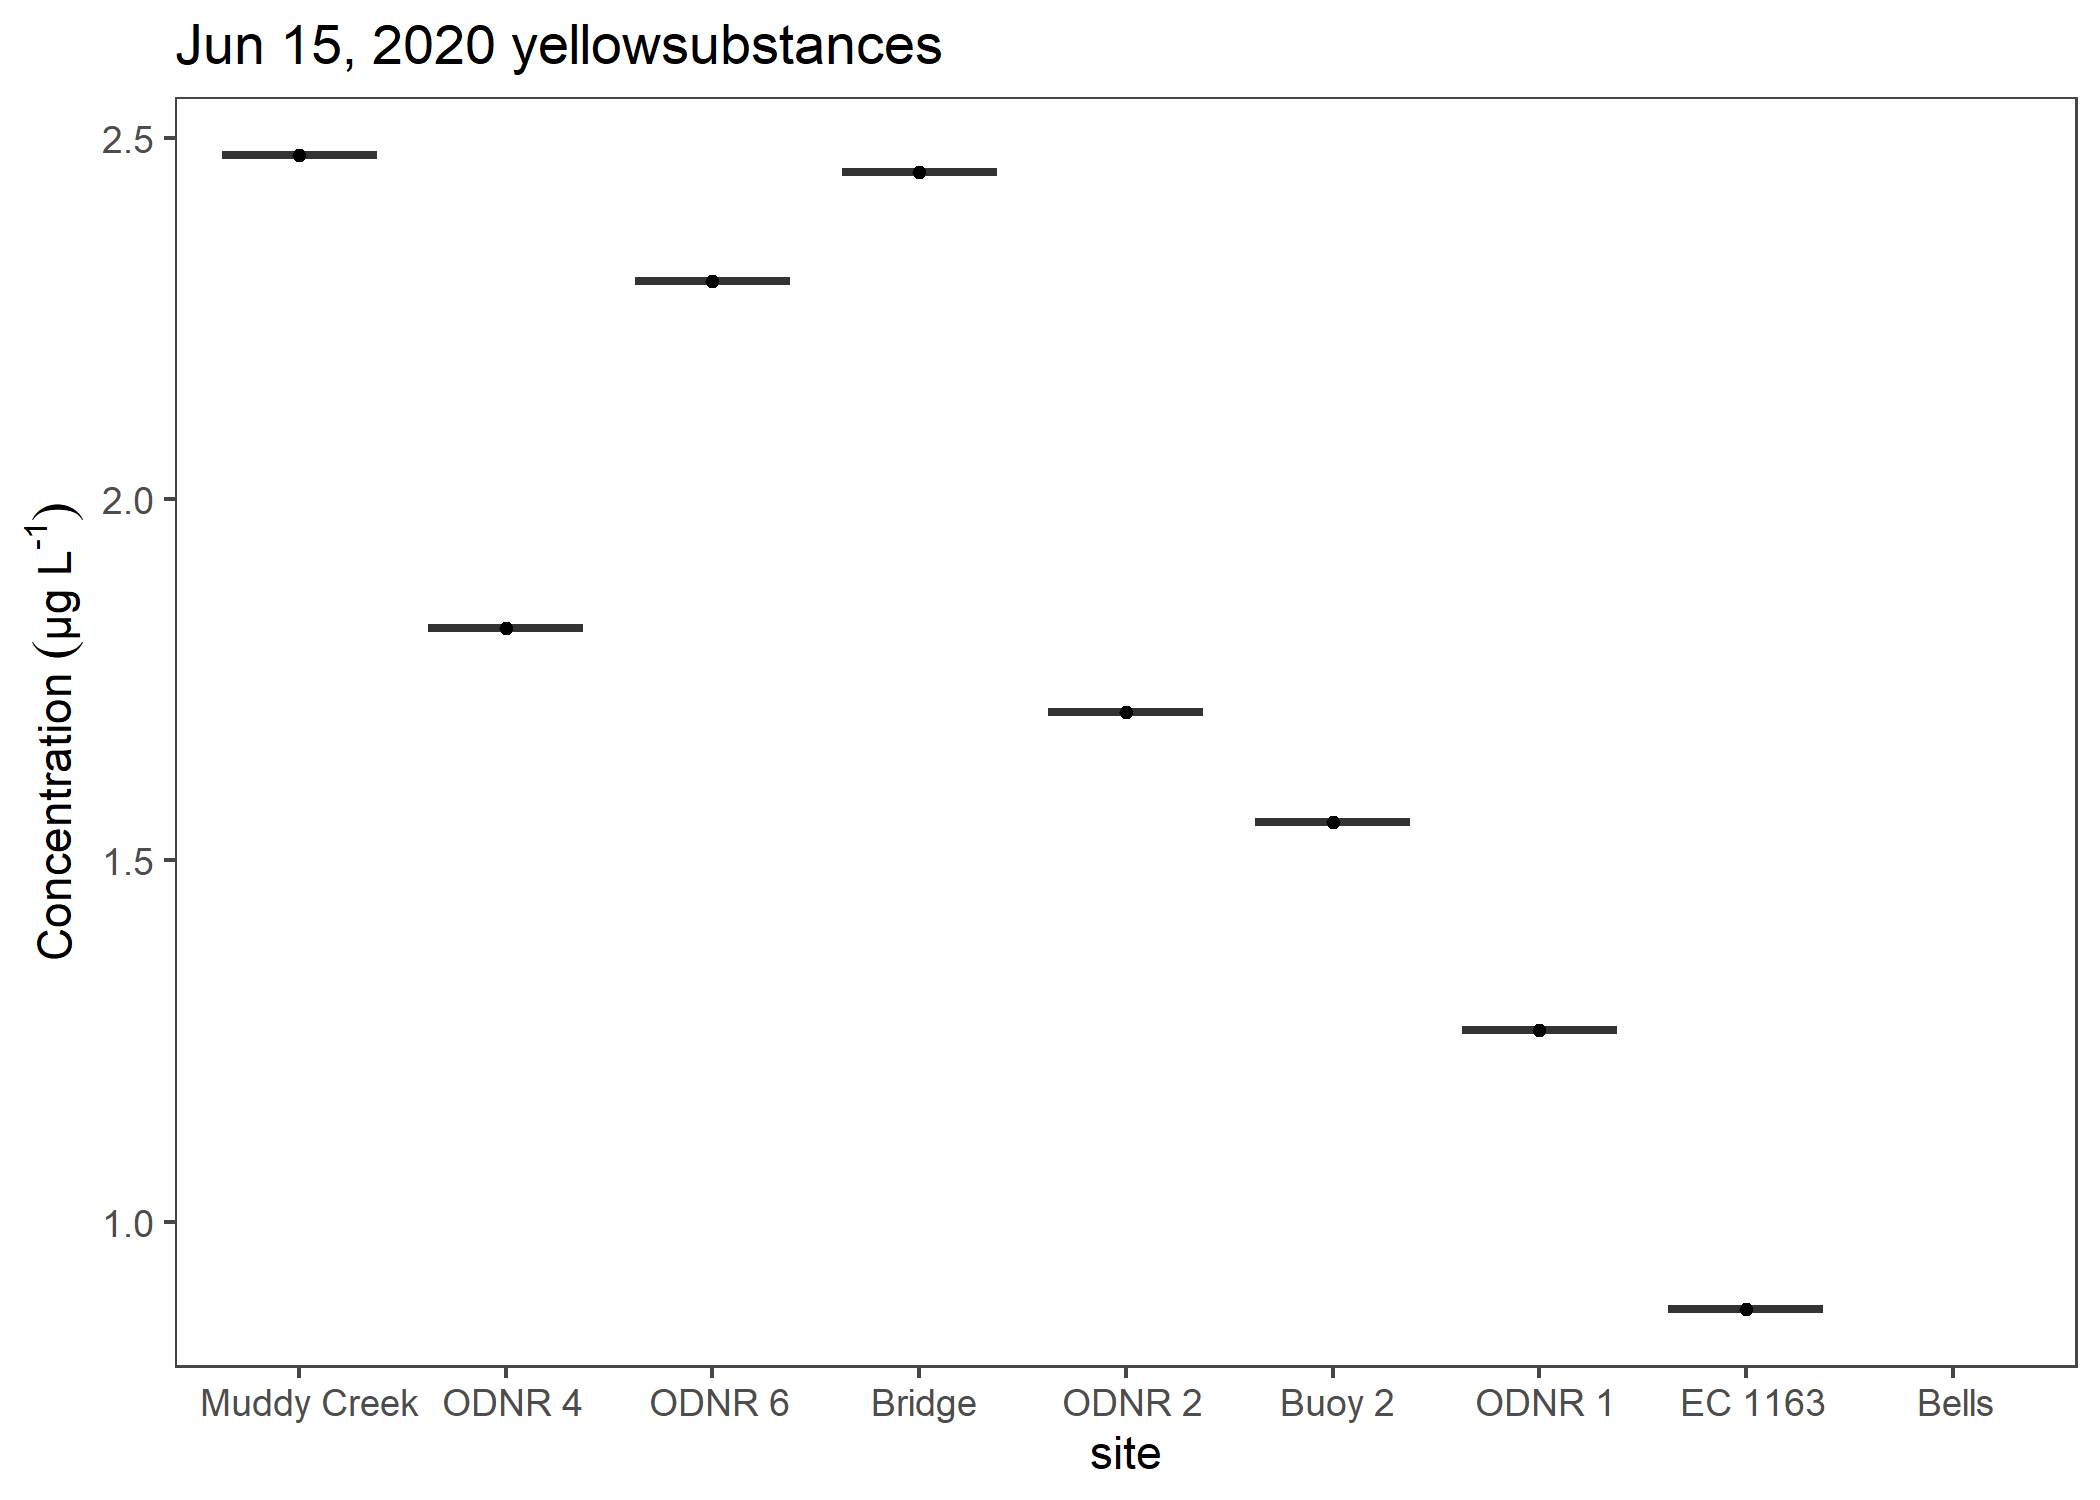 Jun 15, 2020 yellowsubstances
Concentration (µg L-1)
2.5
2.0
1.5
1.0
Muddy Creek ODNR 4 ODNR 6 Bridge ODNR 2 Buoy 2 ODNR 1 EC 1163 Bells
site